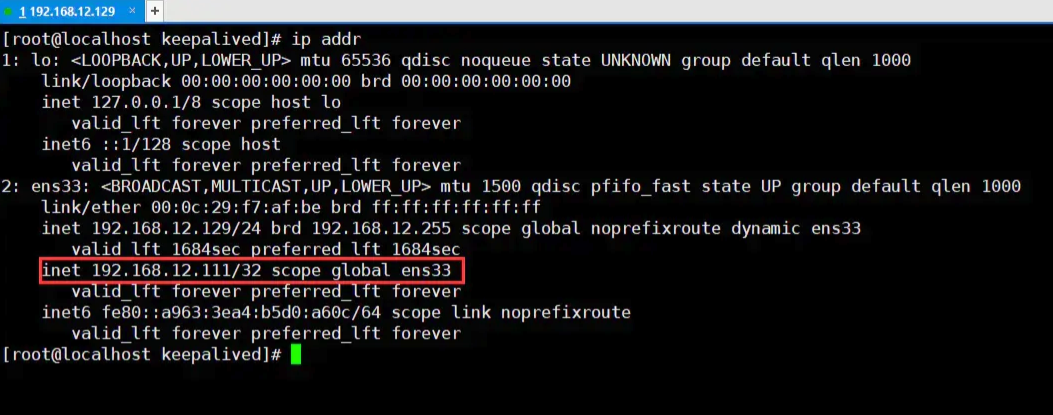 1 192.168.12.129 × +
[root@localhost keepalived]# ip addr
1: lo: <LOOPBACK,UP,LOWER_UP> mtu 65536 qdisc noqueue state UNKNOWN group default qlen 1000
    link/loopback 00:00:00:00:00:00 brd 00:00:00:00:00:00
    inet 127.0.0.1/8 scope host lo
       valid_lft forever preferred_lft forever
    inet6 ::1/128 scope host
       valid_lft forever preferred_lft forever
2: ens33: <BROADCAST,MULTICAST,UP,LOWER_UP> mtu 1500 qdisc pfifo_fast state UP group default qlen 1000
    link/ether 00:0c:29:f7:af:be brd ff:ff:ff:ff:ff:ff
    inet 192.168.12.129/24 brd 192.168.12.255 scope global noprefixroute dynamic ens33
       valid_lft 1684sec preferred_lft 1684sec
    inet 192.168.12.111/32 scope global ens33
       valid_lft forever preferred_lft forever
    inet6 fe80::a963:3ea4:b5d0:a60c/64 scope link noprefixroute
       valid_lft forever preferred_lft forever
[root@localhost keepalived]#